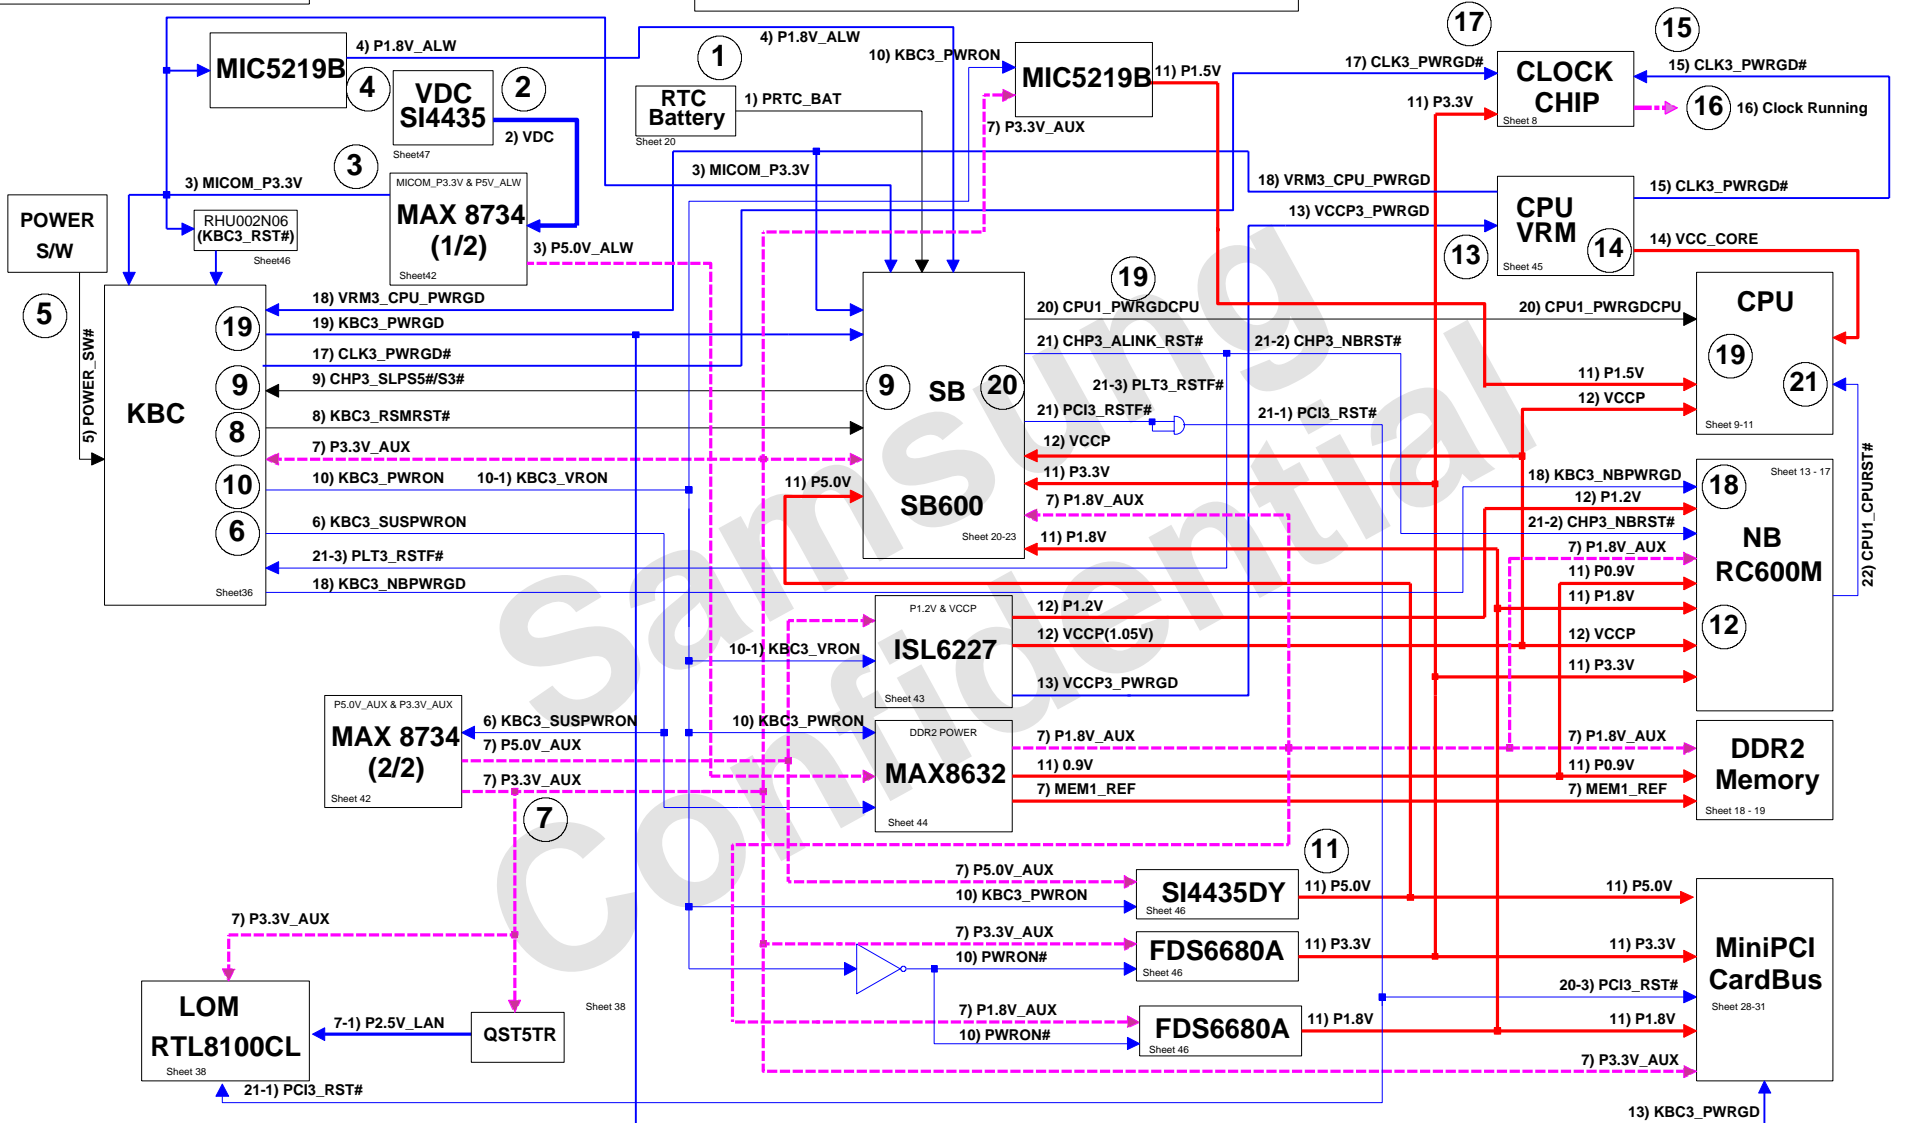 17
15
4) P1.8V_ALW
4) P1.8V_ALW
10) KBC3_PWRON
MIC5219B
4
VDC
SI4435
Sheet47
2
2) VDC
1
RTC
Battery
Sheet 20
1) PRTC_BAT
MIC5219B
11) P1.5V
7) P3.3V_AUX
17) CLK3_PWRGD#
11) P3.3V
CLOCK
CHIP
Sheet 8
15) CLK3_PWRGD#
16
16) Clock Running
3
3) MICOM_P3.3V
MICOM_P3.3V & P5V_ALW
MAX 8734
(1/2)
Sheet42
3) P5.0V_ALW
3) MICOM_P3.3V
18) VRM3_CPU_PWRGD
13) VCCP3_PWRGD
13
CPU
VRM
Sheet 45
14
15) CLK3_PWRGD#
14) VCC_CORE
POWER
S/W
RHU002N06
(KBC3_RST#)
Sheet46
5
5) POWER_SW#
KBC
Sheet36
19
9
8
10
6
18) VRM3_CPU_PWRGD
19) KBC3_PWRGD
17) CLK3_PWRGD#
9) CHP3_SLPS5#/S3#
8) KBC3_RSMRST#
7) P3.3V_AUX
10) KBC3_PWRON
10-1) KBC3_VRON
6) KBC3_SUSPWRON
21-3) PLT3_RSTF#
18) KBC3_NBPWRGD
11) P5.0V
9
SB
20
SB600
Sheet 20-23
19
20) CPU1_PWRGDCPU
20) CPU1_PWRGDCPU
21) CHP3_ALINK_RST#
21-2) CHP3_NBRST#
21-3) PLT3_RSTF#
21) PCI3_RSTF#
21-1) PCI3_RST#
12) VCCP
11) P3.3V
7) P1.8V_AUX
11) P1.8V
CPU
19
21
Sheet 9-11
11) P1.5V
12) VCCP
22) CPU1_CPURST#
18) KBC3_NBPWRGD
12) P1.2V
21-2) CHP3_NBRST#
7) P1.8V_AUX
11) P0.9V
11) P1.8V
12) VCCP
11) P3.3V
Sheet 13 - 17
18
NB
RC600M
12
P1.2V & VCCP
ISL6227
Sheet 43
10-1) KBC3_VRON
12) P1.2V
12) VCCP(1.05V)
13) VCCP3_PWRGD
P5.0V_AUX & P3.3V_AUX
MAX 8734
(2/2)
Sheet 42
6) KBC3_SUSPWRON
7) P5.0V_AUX
7) P3.3V_AUX
7
10) KBC3_PWRON
DDR2 POWER
MAX8632
Sheet 44
7) P1.8V_AUX
11) 0.9V
7) MEM1_REF
7) P1.8V_AUX
11) P0.9V
7) MEM1_REF
DDR2
Memory
Sheet 18 - 19
11
7) P5.0V_AUX
10) KBC3_PWRON
SI4435DY
Sheet 46
11) P5.0V
11) P5.0V
7) P3.3V_AUX
10) PWRON#
FDS6680A
Sheet 46
11) P3.3V
11) P3.3V
20-3) PCI3_RST#
7) P1.8V_AUX
10) PWRON#
FDS6680A
Sheet 46
11) P1.8V
11) P1.8V
7) P3.3V_AUX
MiniPCI
CardBus
Sheet 28-31
13) KBC3_PWRGD
7) P3.3V_AUX
LOM
RTL8100CL
Sheet 38
7-1) P2.5V_LAN
QST5TR
Sheet 38
21-1) PCI3_RST#
Samsung
Confidential